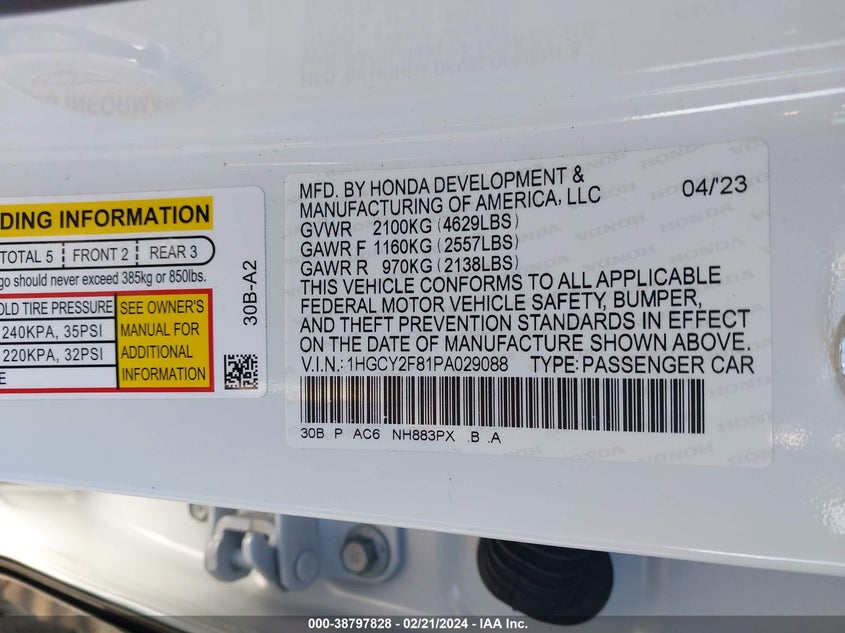 DING INFORMATION
TOTAL 5 FRONT 2 REAR 3
go should never exceed 385kg or 850lbs.
OLD TIRE PRESSURE
240KPA, 35PSI
220KPA, 32PSI
SEE OWNER'S
MANUAL FOR
ADDITIONAL
INFORMATION
30B-A2
MFD. BY HONDA DEVELOPMENT &
MANUFACTURING OF AMERICA, LLC 04/'23
GVWR 2100KG (4629LBS)
GAWR F 1160KG (2557LBS)
GAWR R 970KG (2138LBS)
THIS VEHICLE CONFORMS TO ALL APPLICABLE
FEDERAL MOTOR VEHICLE SAFETY, BUMPER,
AND THEFT PREVENTION STANDARDS IN EFFECT
ON THE DATE OF MANUFACTURE SHOWN ABOVE.
V.I.N.: 1HGCY2F81PA029088 TYPE: PASSENGER CAR
30B P AC6 NH883PX .B .A
000-38797828 - 02/21/2024 - IAA Inc.